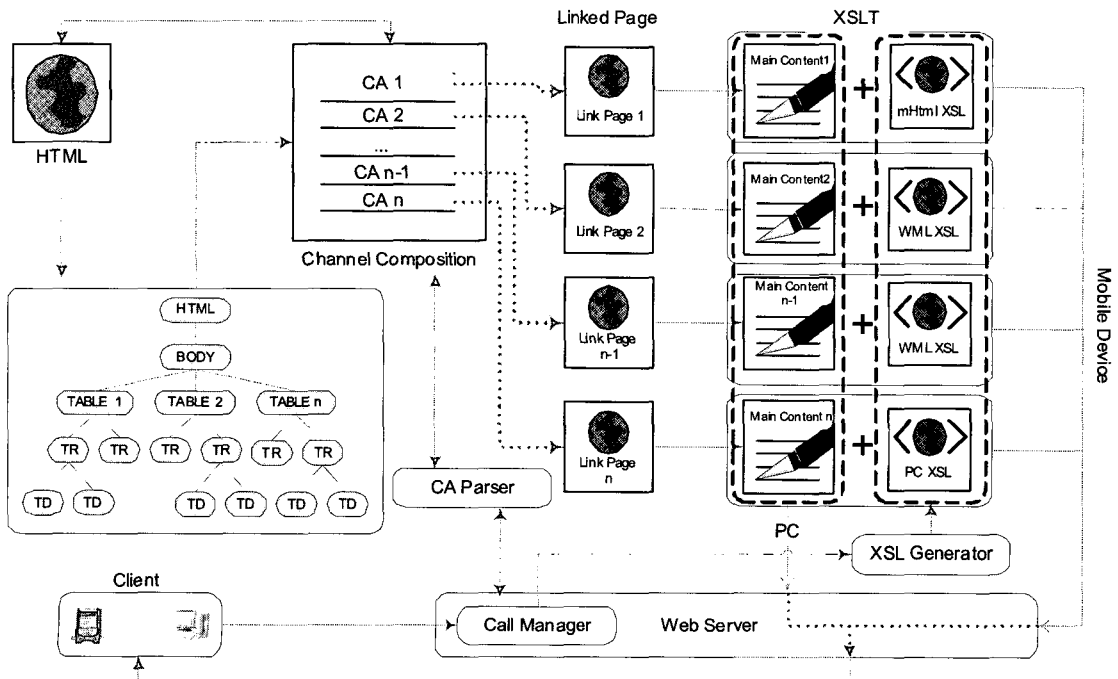 Linked Page
XSLT
HTML
CA 1
CA 2
...
CA n-1
CA n
Channel Composition
Link Page 1
Link Page 2
Link Page
n-1
Link Page
n
Main Content1
+
mHtml XSL
Main Content2
+
WML XSL
Main Content
n-1
+
WML XSL
Main Content n
+
PC XSL
Mobile Device
HTML
BODY
TABLE 1
TABLE 2
TABLE n
TR
TR
TR
TR
TR
TR
TD
TD
TD
TD
TD
TD
CA Parser
PC
XSL Generator
Client
Call Manager
Web Server